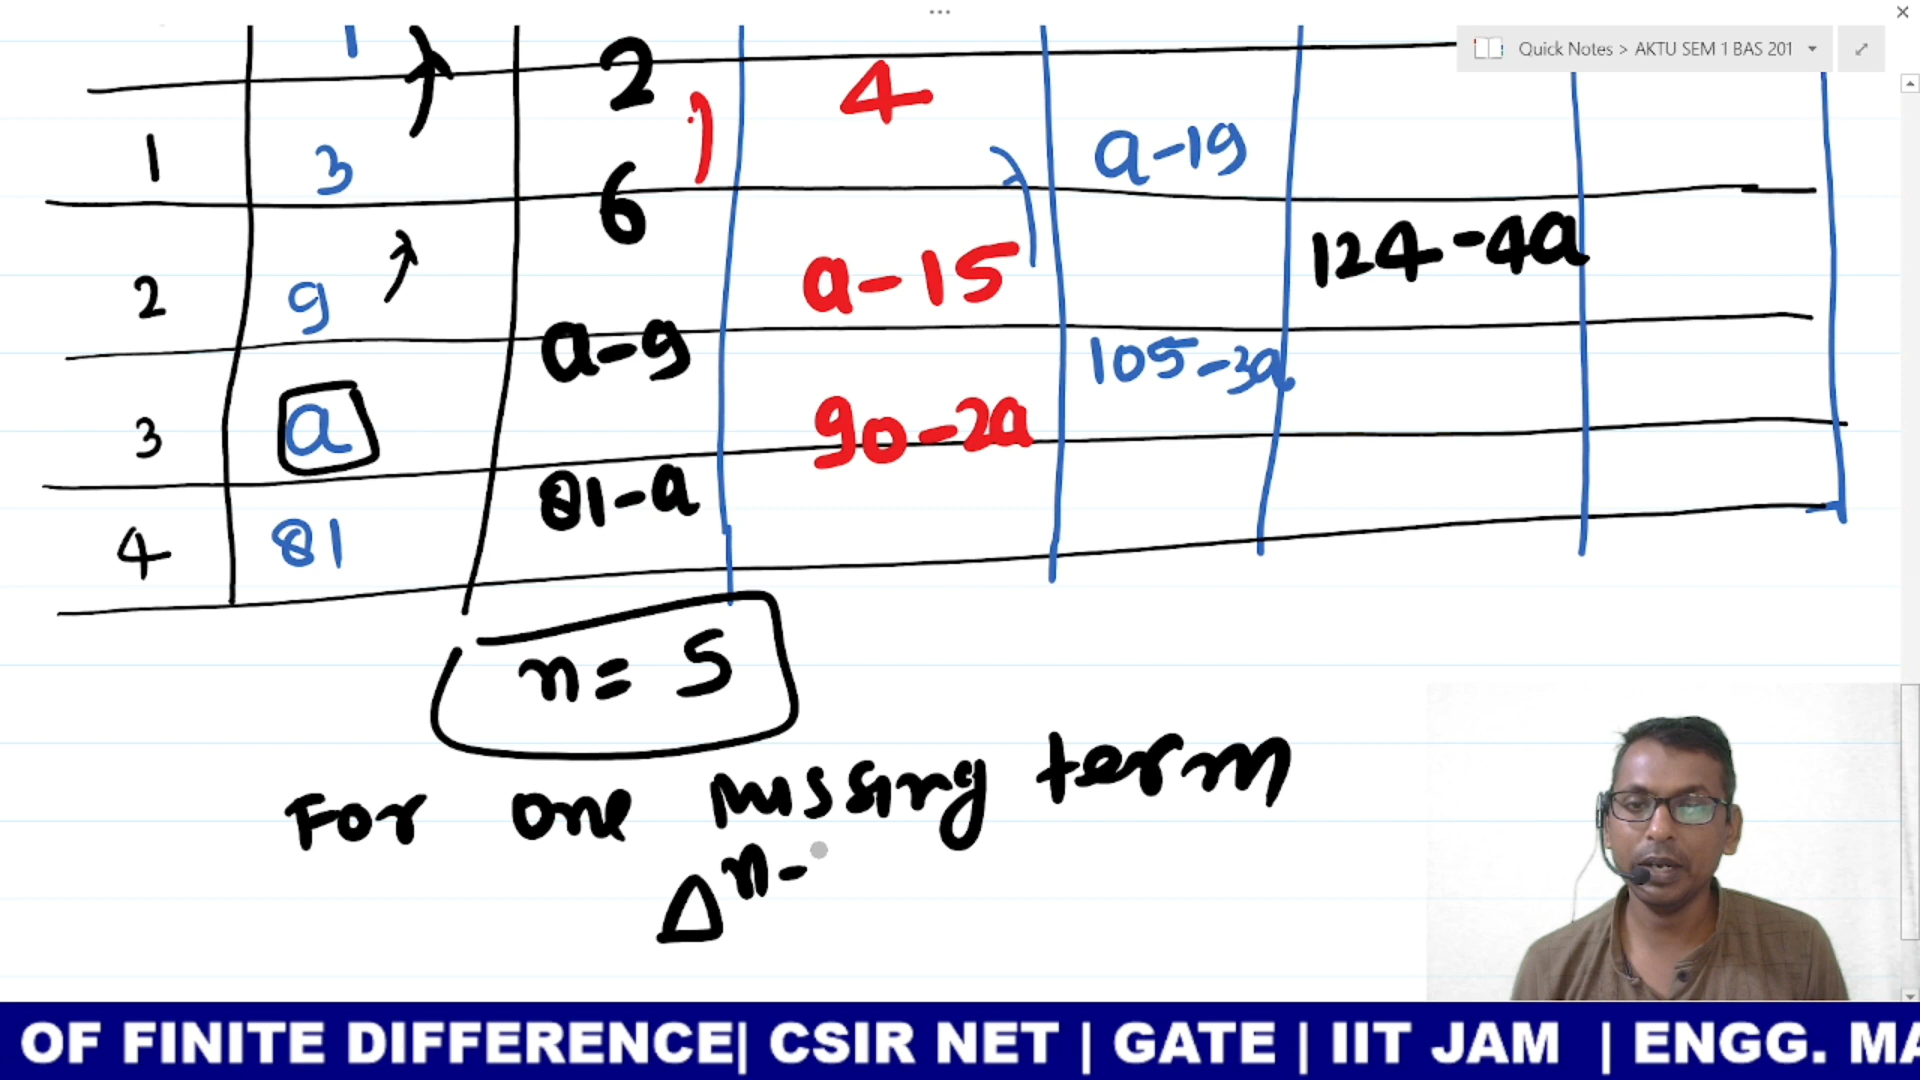 Quick Notes > AKTU SEM 1 BAS 201
1
2
4
1
3
a-19
6
124-4a
2
9
a-15
a-9
105-3a
3
a
90-2a
81-a
4
81
n= 5
For one missing term
Δⁿ-
OF FINITE DIFFERENCE| CSIR NET | GATE | IIT JAM | ENGG. MA